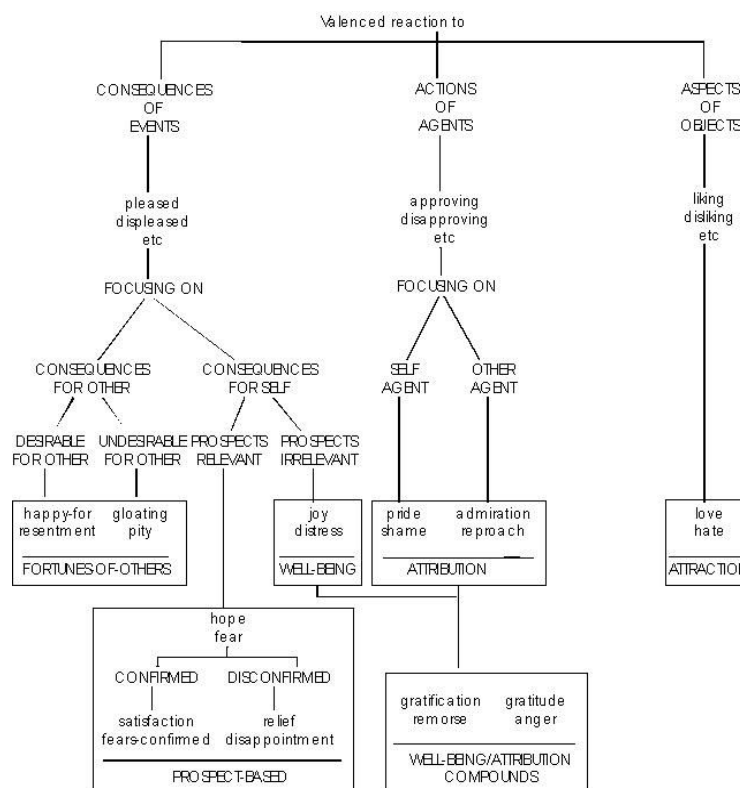 Valenced reaction to
CONSEQUENCES
OF
EVENTS
ACTIONS
OF
AGENTS
ASPECTS
OF
OBJECTS
pleased
displeased
etc
approving
disapproving
etc
liking
disliking
etc
FOCUSING ON
FOCUSING ON
CONSEQUENCES
FOR OTHER
CONSEQUENCES
FOR SELF
SELF
AGENT
OTHER
AGENT
DESIRABLE
FOR OTHER
UNDESIRABLE
FOR OTHER
PROSPECTS
RELEVANT
PROSPECTS
IRRELEVANT
happy-for
resentment
gloating
pity
FORTUNES-OF-OTHERS
joy
distress
WELL-BEING
pride
shame
admiration
reproach
ATTRIBUTION
love
hate
ATTRACTION
hope
fear
CONFIRMED
DISCONFIRMED
satisfaction
fears-confirmed
relief
disappointment
PROSPECT-BASED
gratification
remorse
gratitude
anger
WELL-BEING/ATTRIBUTION
COMPOUNDS